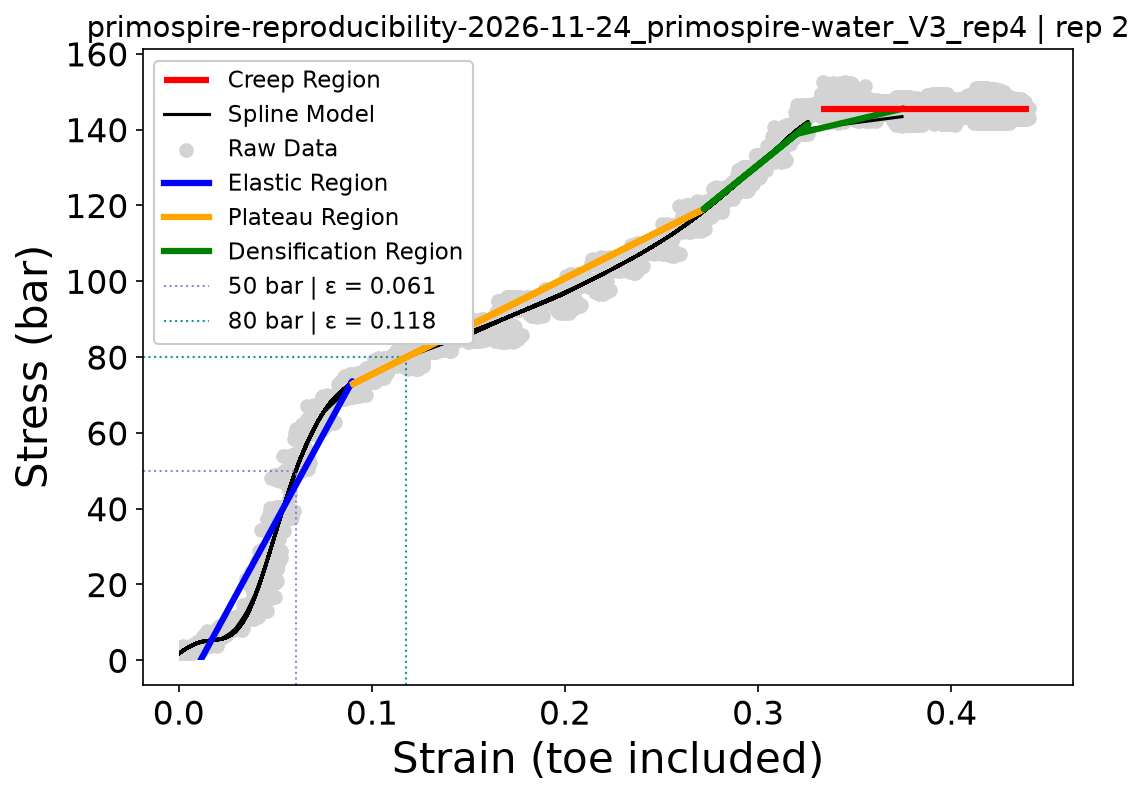 primospire-reproducibility-2026-11-24_primospire-water_V3_rep4 | rep 2
Creep Region
Spline Model
Raw Data
Elastic Region
Plateau Region
Densification Region
50 bar | ε = 0.061
80 bar | ε = 0.118
160
140
120
100
80
60
40
20
0
Stress (bar)
0.0 0.1 0.2 0.3 0.4
Strain (toe included)